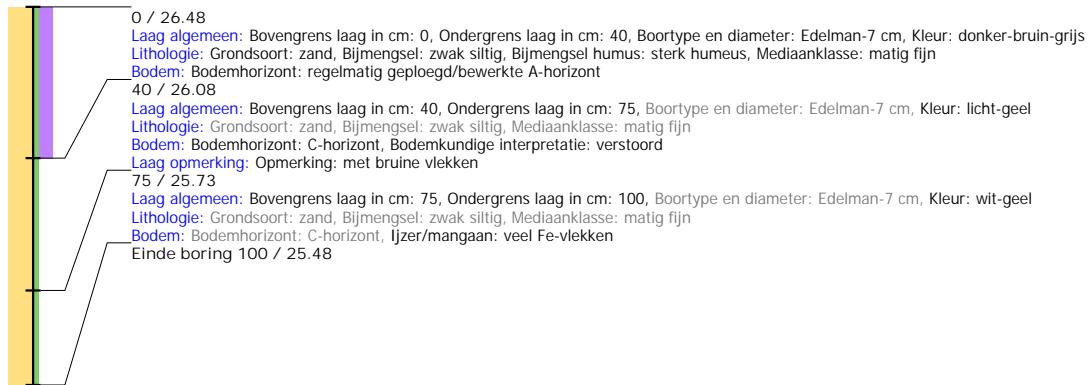 0 / 26.48
Laag algemeen: Bovengrens laag in cm: 0, Ondergrens laag in cm: 40, Boortype en diameter: Edelman-7 cm, Kleur: donker-bruin-grijs
Lithologie: Grondsoort: zand, Bijmengsel: zwak siltig, Bijmengsel humus: sterk humeus, Mediaanklasse: matig fijn
Bodem: Bodemhorizont: regelmatig geploegd/bewerkte A-horizont
40 / 26.08
Laag algemeen: Bovengrens laag in cm: 40, Ondergrens laag in cm: 75, Boortype en diameter: Edelman-7 cm, Kleur: licht-geel
Lithologie: Grondsoort: zand, Bijmengsel: zwak siltig, Mediaanklasse: matig fijn
Bodem: Bodemhorizont: C-horizont, Bodemkundige interpretatie: verstoord
Laag opmerking: Opmerking: met bruine vlekken
75 / 25.73
Laag algemeen: Bovengrens laag in cm: 75, Ondergrens laag in cm: 100, Boortype en diameter: Edelman-7 cm, Kleur: wit-geel
Lithologie: Grondsoort: zand, Bijmengsel: zwak siltig, Mediaanklasse: matig fijn
Bodem: Bodemhorizont: C-horizont, Ijzer/mangaan: veel Fe-vlekken
Einde boring 100 / 25.48